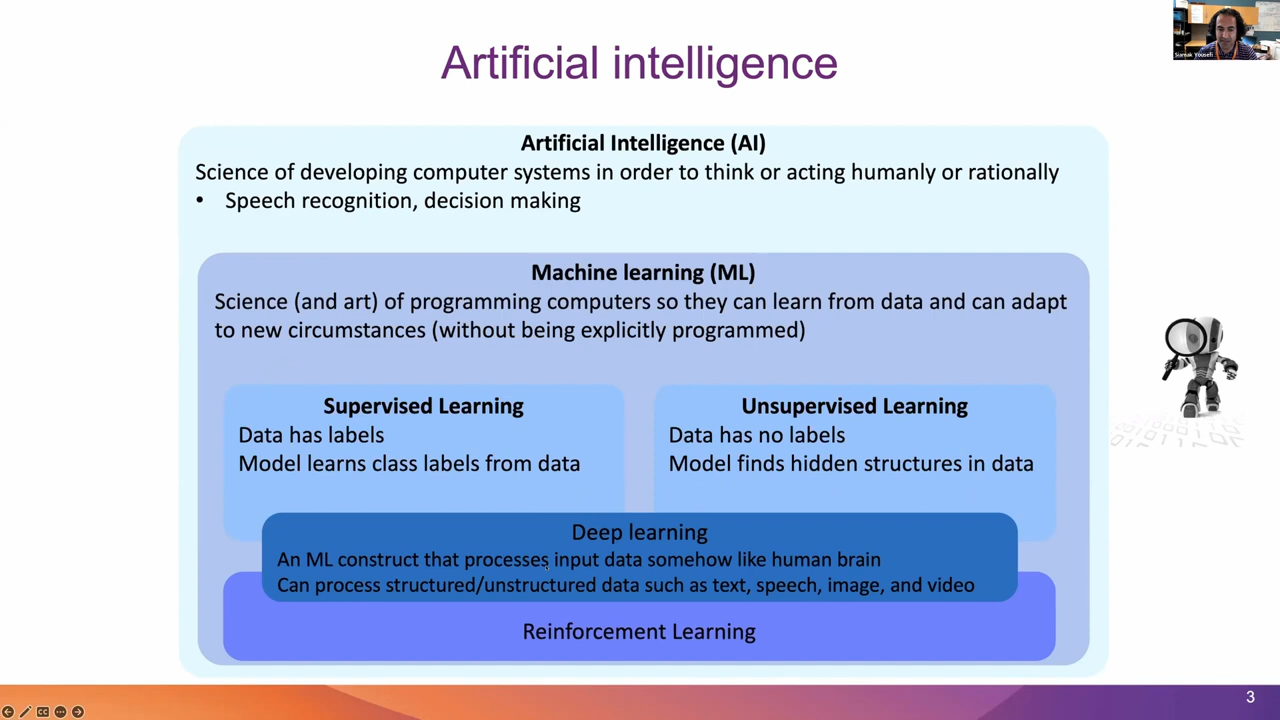 Artificial intelligence
Siamak Yousefi
Artificial Intelligence (AI)
Science of developing computer systems in order to think or acting humanly or rationally
• Speech recognition, decision making
Machine learning (ML)
Science (and art) of programming computers so they can learn from data and can adapt
to new circumstances (without being explicitly programmed)
Supervised Learning
Data has labels
Model learns class labels from data
Unsupervised Learning
Data has no labels
Model finds hidden structures in data
Deep learning
An ML construct that processes input data somehow like human brain
Can process structured/unstructured data such as text, speech, image, and video
Reinforcement Learning
3